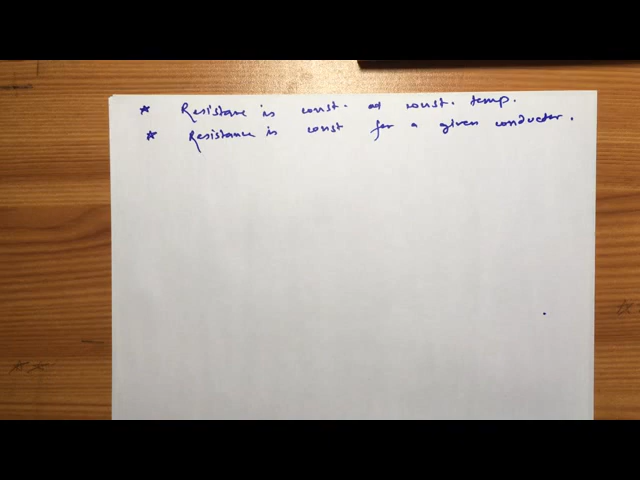 * Resistance is const. at const. temp.
* Resistance is const for a given conductor.